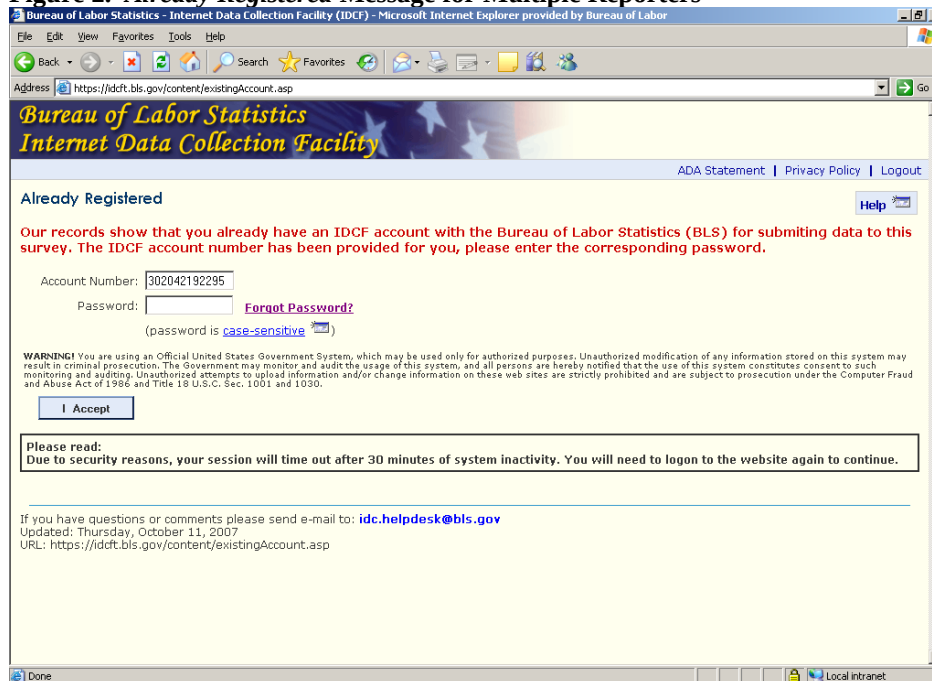 Figure 2. Already Registered Message for Multiple Reporters
Bureau of Labor Statistics - Internet Data Collection Facility (IDCF) - Microsoft Internet Explorer provided by Bureau of Labor
File Edit View Favorites Tools Help
Back Search Favorites
Address https://idcft.bls.gov/content/existingAccount.asp Go
Bureau of Labor Statistics
Internet Data Collection Facility
ADA Statement | Privacy Policy | Logout
Already Registered
Help
Our records show that you already have an IDCF account with the Bureau of Labor Statistics (BLS) for submiting data to this
survey. The IDCF account number has been provided for you, please enter the corresponding password.
Account Number: 302042192295
Password: Forgot Password?
(password is case-sensitive )
WARNING! You are using an Official United States Government System, which may be used only for authorized purposes. Unauthorized modification of any information stored on this system may
result in criminal prosecution. The Government may monitor and audit the usage of this system, and all persons are hereby notified that the use of this system constitutes consent to such
monitoring and auditing. Unauthorized attempts to upload information and/or change information on these web sites are strictly prohibited and are subject to prosecution under the Computer Fraud
and Abuse Act of 1986 and Title 18 U.S.C. Sec. 1001 and 1030.
I Accept
Please read:
Due to security reasons, your session will time out after 30 minutes of system inactivity. You will need to logon to the website again to continue.
If you have questions or comments please send e-mail to: idc.helpdesk@bls.gov
Updated: Thursday, October 11, 2007
URL: https://idcft.bls.gov/content/existingAccount.asp
Done Local intranet